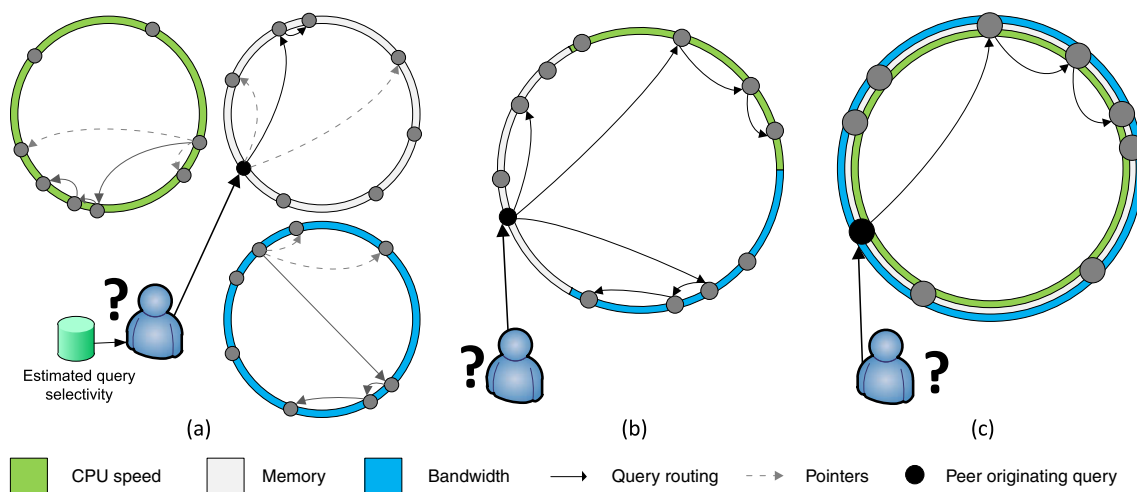 ?
Estimated query
selectivity
(a)
?
(b)
?
(c)
CPU speed
Memory
Bandwidth
Query routing
Pointers
Peer originating query